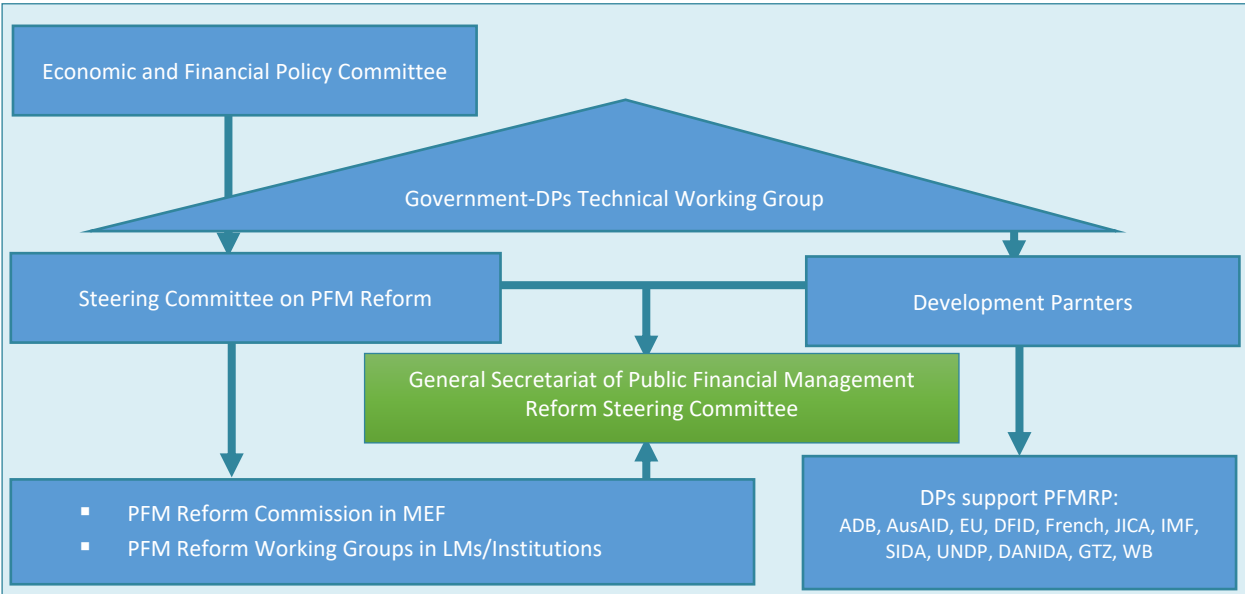 Economic and Financial Policy Committee
Government-DPs Technical Working Group
Steering Committee on PFM Reform
Development Parnters
General Secretariat of Public Financial Management
Reform Steering Committee
▪ PFM Reform Commission in MEF
▪ PFM Reform Working Groups in LMs/Institutions
DPs support PFMRP:
ADB, AusAID, EU, DFID, French, JICA, IMF,
SIDA, UNDP, DANIDA, GTZ, WB